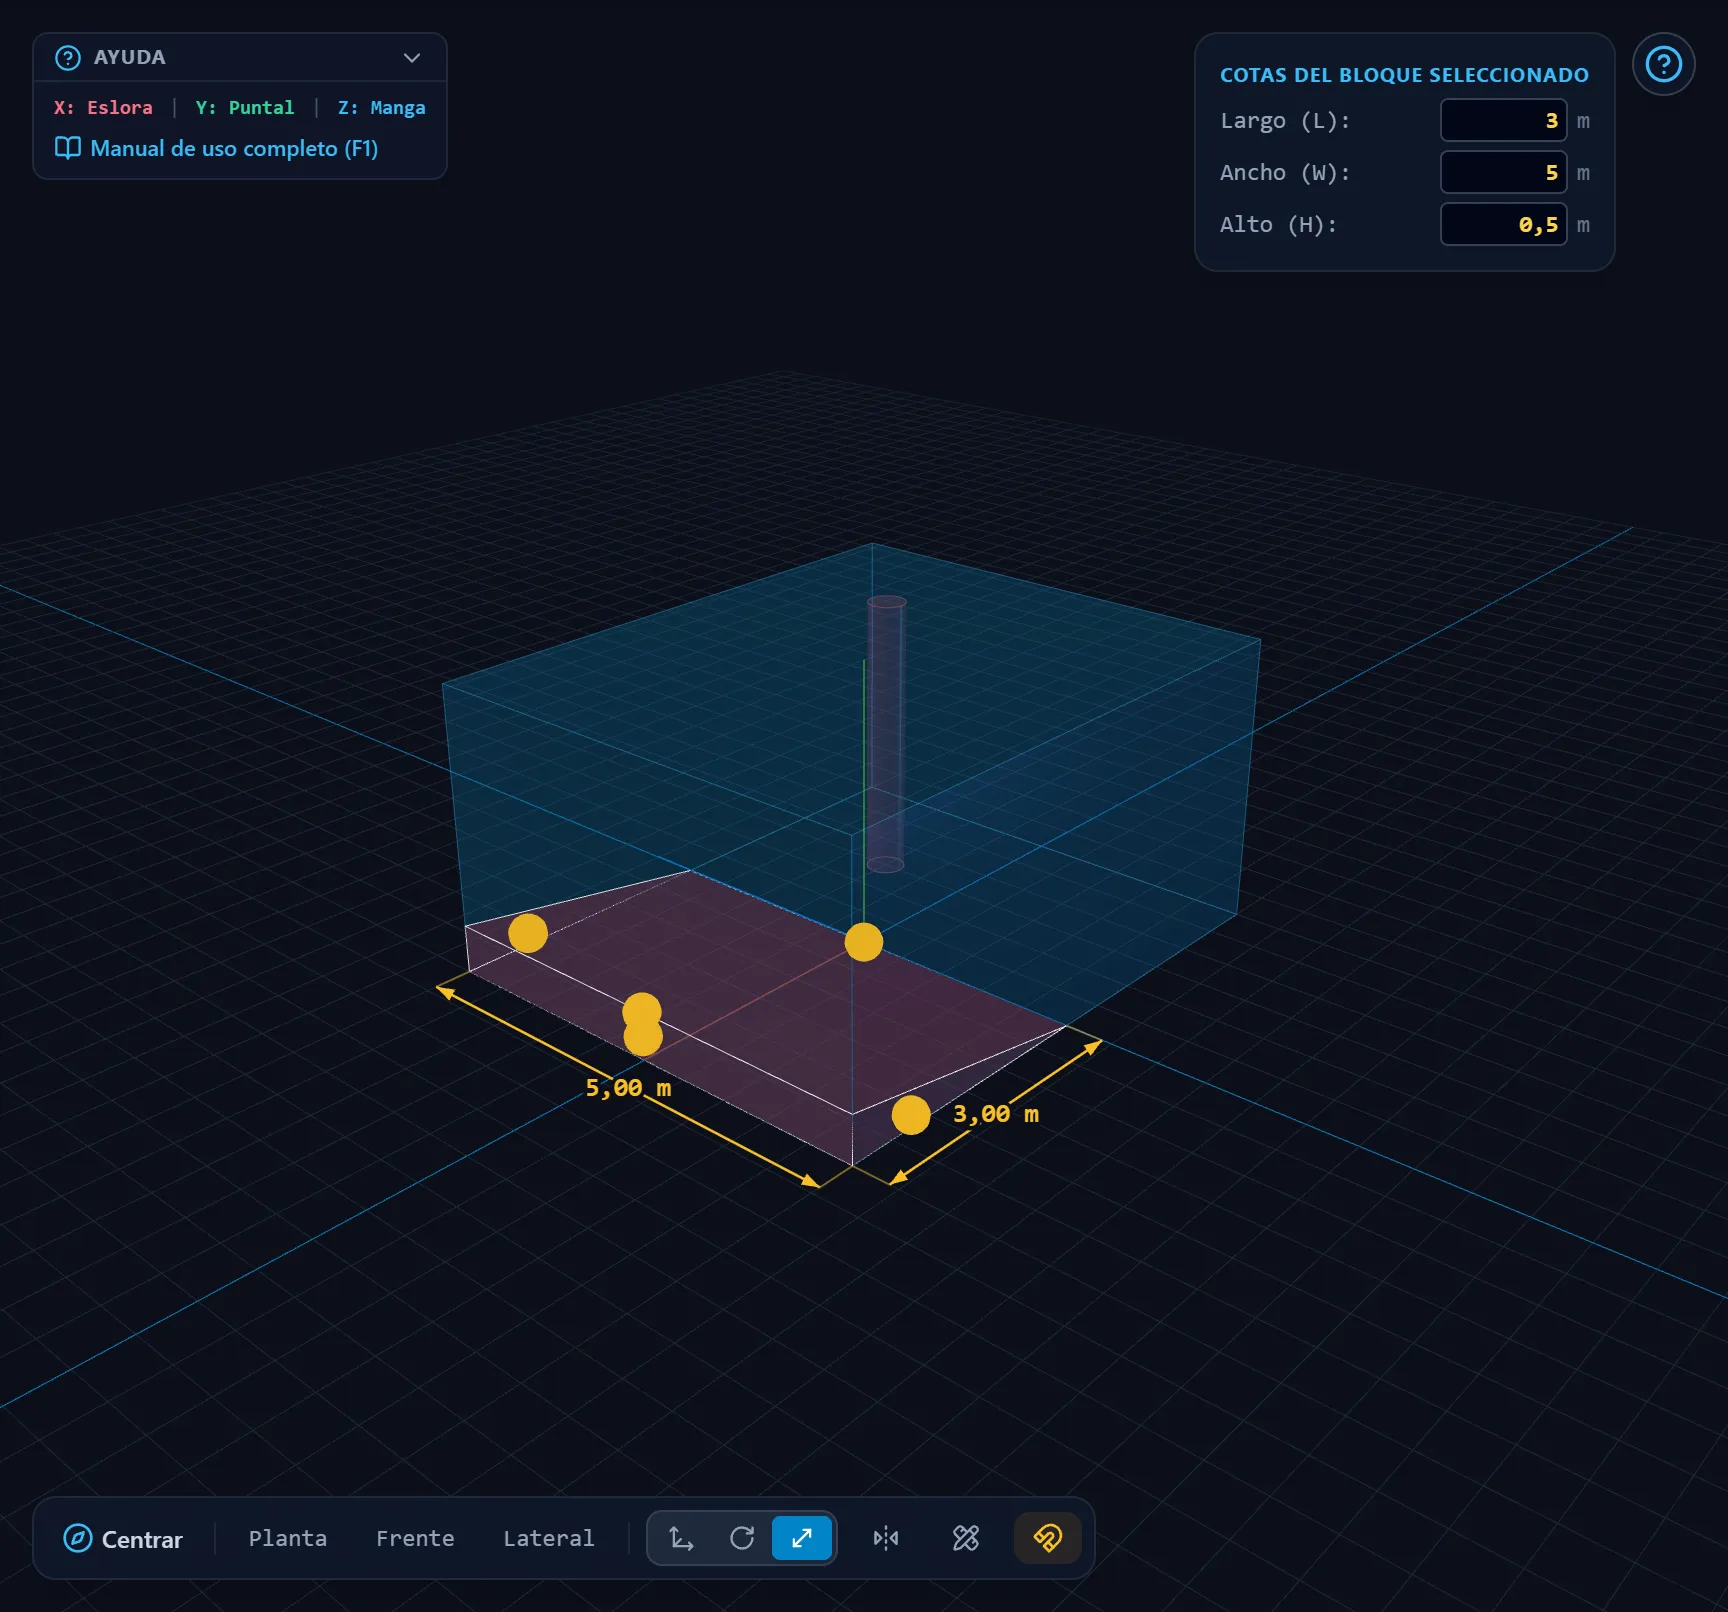 AYUDA
X: Eslora | Y: Puntal | Z: Manga
Manual de uso completo (F1)
COTAS DEL BLOQUE SELECCIONADO
Largo (L): 3 m
Ancho (W): 5 m
Alto (H): 0,5 m
5,00 m
3,00 m
Centrar
Planta
Frente
Lateral